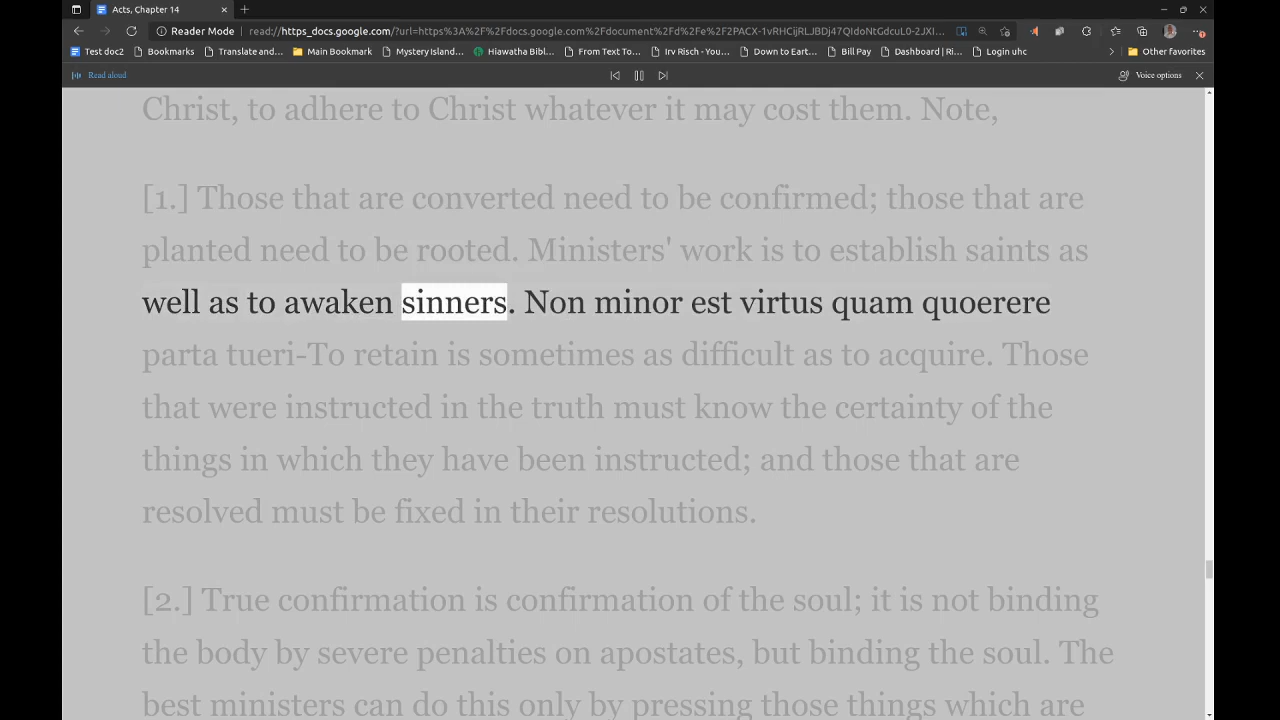 Acts, Chapter 14
Reader Mode
read://https_docs.google.com/?url=https%3A%2F%2Fdocs.google.com%2Fdocument%2Fd%2Fe%2F2PACX-1vRHCijRLJBDj47QIdoNtGdcuL0-2JXI...
Test doc2 Bookmarks Translate and... Main Bookmark Mystery Island... Hiawatha Bibl... From Text To... Irv Risch - You... Down to Eart... Bill Pay Dashboard | Ri... Login uhc Other favorites
Read aloud Voice options
Christ, to adhere to Christ whatever it may cost them. Note,
[1.] Those that are converted need to be confirmed; those that are
planted need to be rooted. Ministers' work is to establish saints as
well as to awaken sinners. Non minor est virtus quam quoerere
parta tueri-To retain is sometimes as difficult as to acquire. Those
that were instructed in the truth must know the certainty of the
things in which they have been instructed; and those that are
resolved must be fixed in their resolutions.
[2.] True confirmation is confirmation of the soul; it is not binding
the body by severe penalties on apostates, but binding the soul. The
best ministers can do this only by pressing those things which are